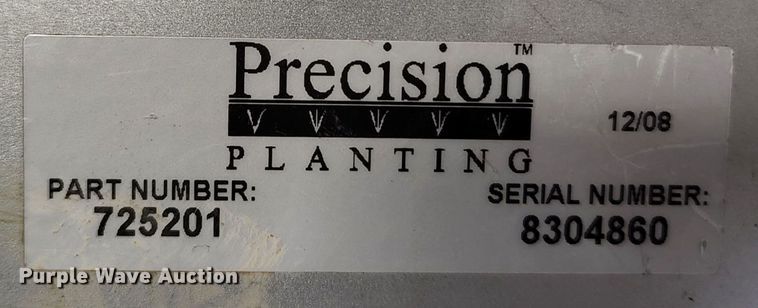 Precision™
PLANTING
12/08
PART NUMBER:
725201
SERIAL NUMBER:
8304860
Purple Wave Auction